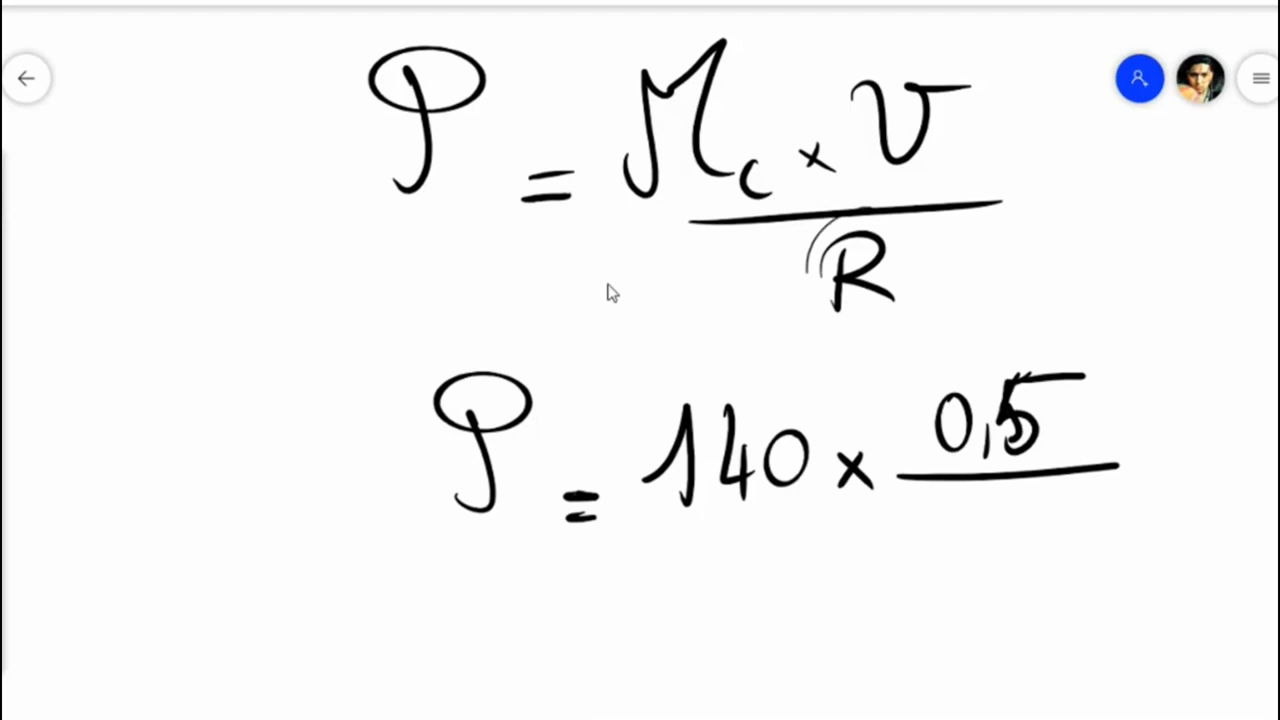 P = Mc × v / R
P = 140 × 0,5